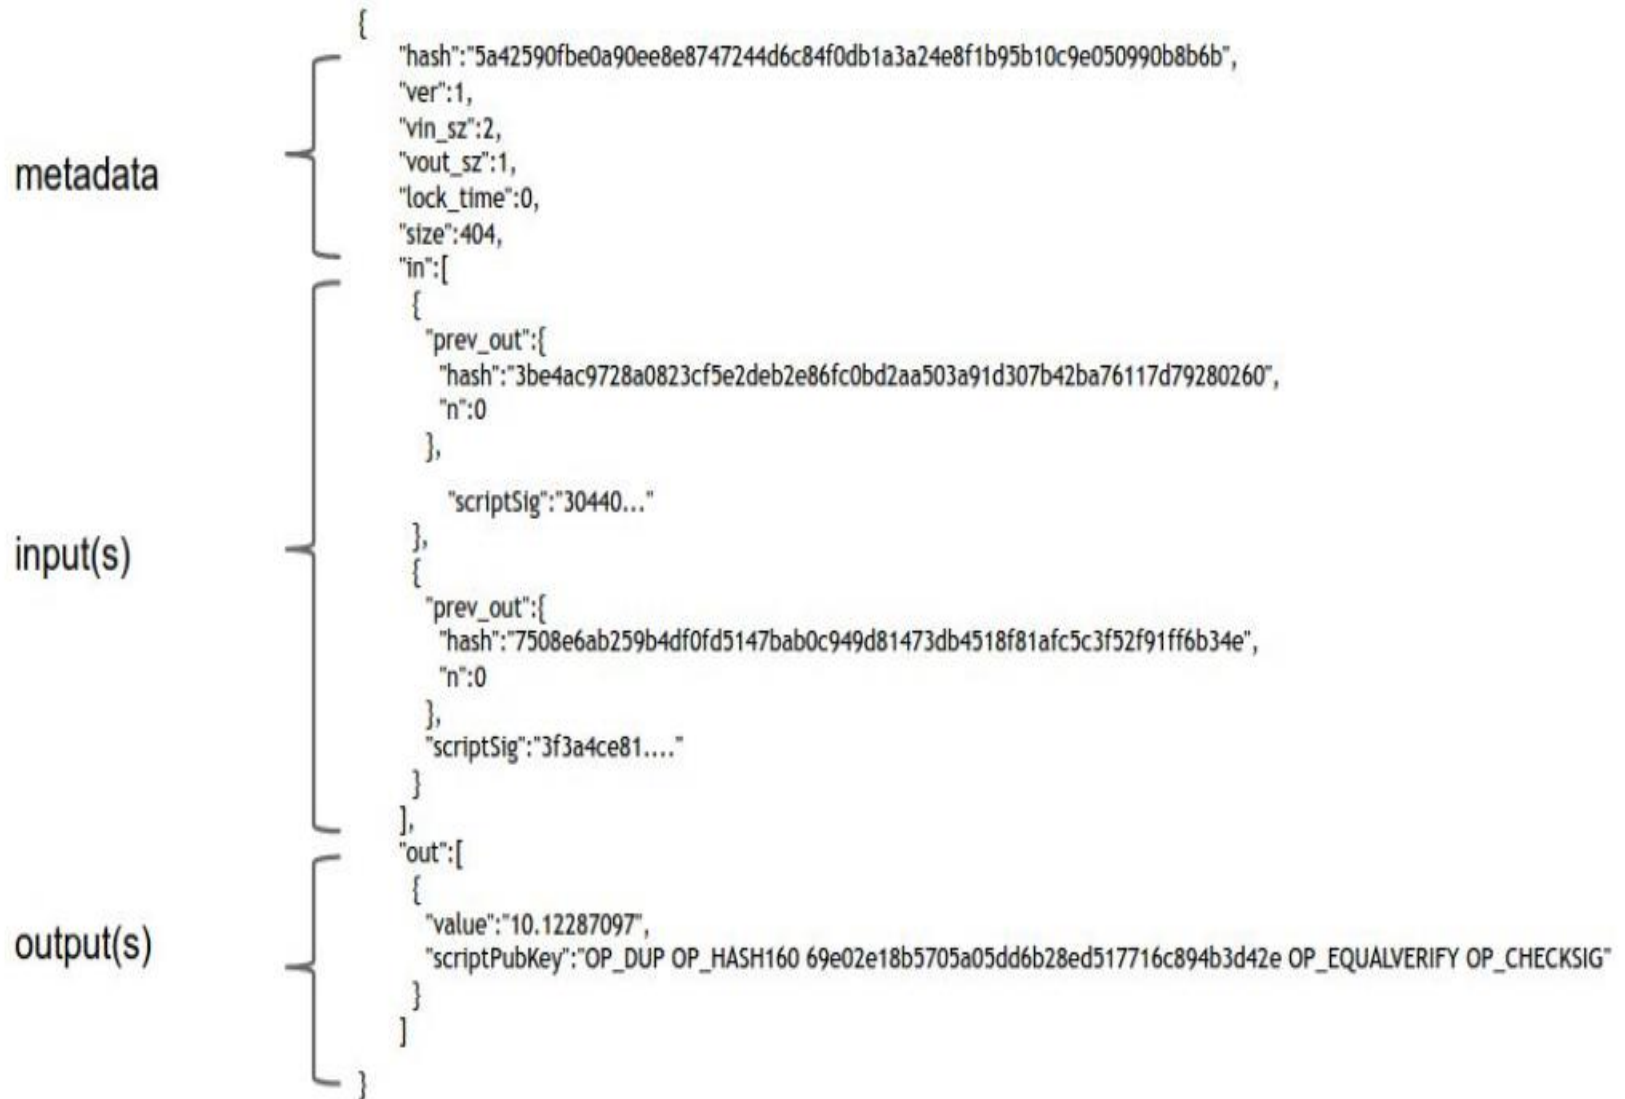 {
"hash":"5a42590fbe0a90ee8e8747244d6c84f0db1a3a24e8f1b95b10c9e050990b8b6b",
"ver":1,
"vin_sz":2,
"vout_sz":1,
metadata
"lock_time":0,
"size":404,
"in":[
{
"prev_out":{
"hash":"3be4ac9728a0823cf5e2deb2e86fc0bd2aa503a91d307b42ba76117d79280260",
"n":0
},
"scriptSig":"30440..."
},
input(s)
{
"prev_out":{
"hash":"7508e6ab259b4df0fd5147bab0c949d81473db4518f81afc5c3f52f91ff6b34e",
"n":0
},
"scriptSig":"3f3a4ce81...."
}
],
"out":[
{
"value":"10.12287097",
output(s)
"scriptPubKey":"OP_DUP OP_HASH160 69e02e18b5705a05dd6b28ed517716c894b3d42e OP_EQUALVERIFY OP_CHECKSIG"
}
]
}